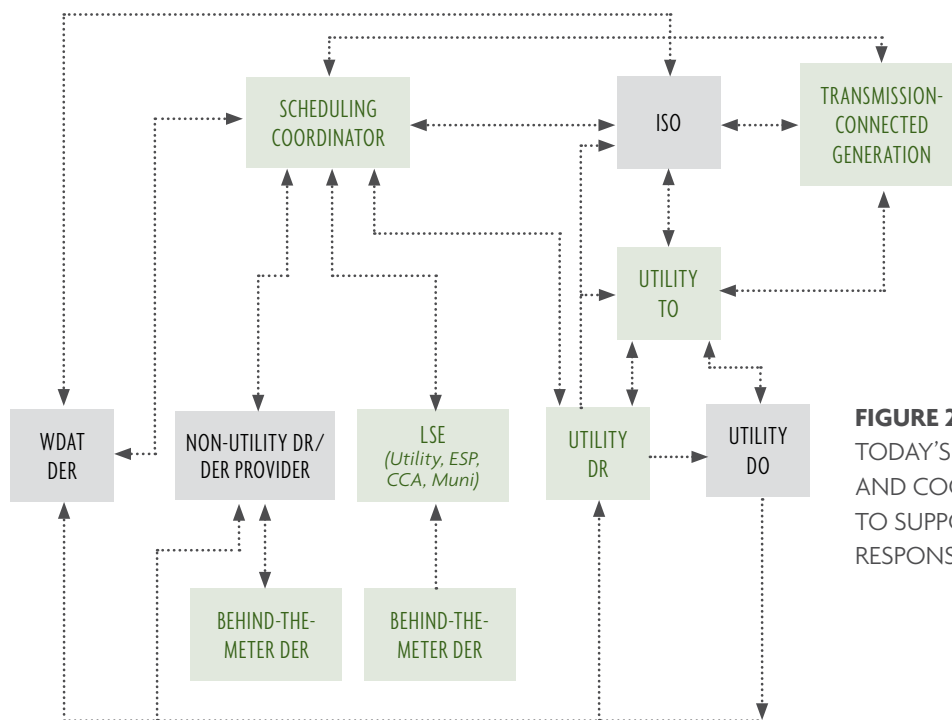 SCHEDULING
COORDINATOR
ISO
TRANSMISSION-
CONNECTED
GENERATION
UTILITY
TO
WDAT
DER
NON-UTILITY DR/
DER PROVIDER
LSE
(Utility, ESP,
CCA, Muni)
UTILITY
DR
UTILITY
DO
BEHIND-THE-
METER DER
BEHIND-THE-
METER DER
FIGURE 2
TODAY'S
AND COO
TO SUPPO
RESPONS